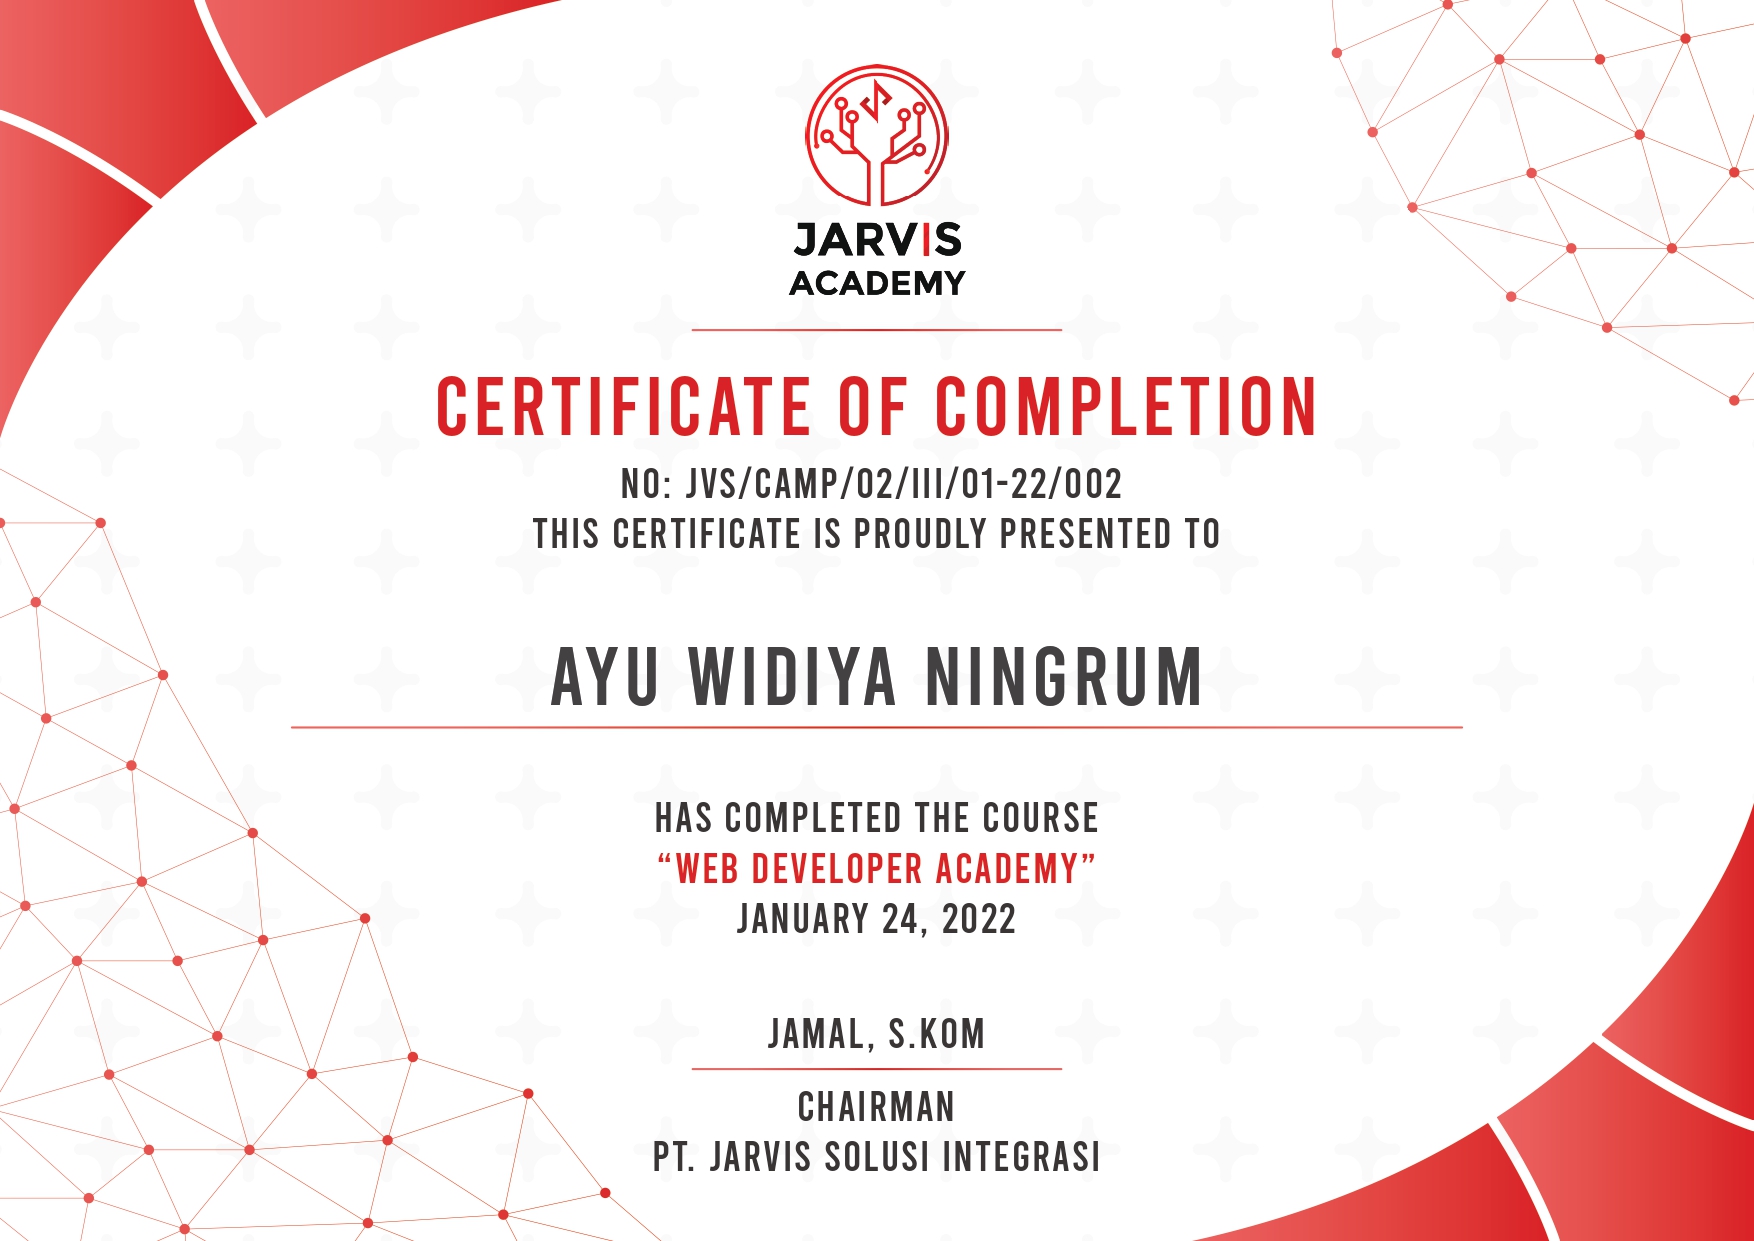 JARVIS
ACADEMY
CERTIFICATE OF COMPLETION
NO: JVS/CAMP/02/III/01-22/002
THIS CERTIFICATE IS PROUDLY PRESENTED TO
AYU WIDIYA NINGRUM
HAS COMPLETED THE COURSE
“WEB DEVELOPER ACADEMY”
JANUARY 24, 2022
JAMAL, S.KOM
CHAIRMAN
PT. JARVIS SOLUSI INTEGRASI